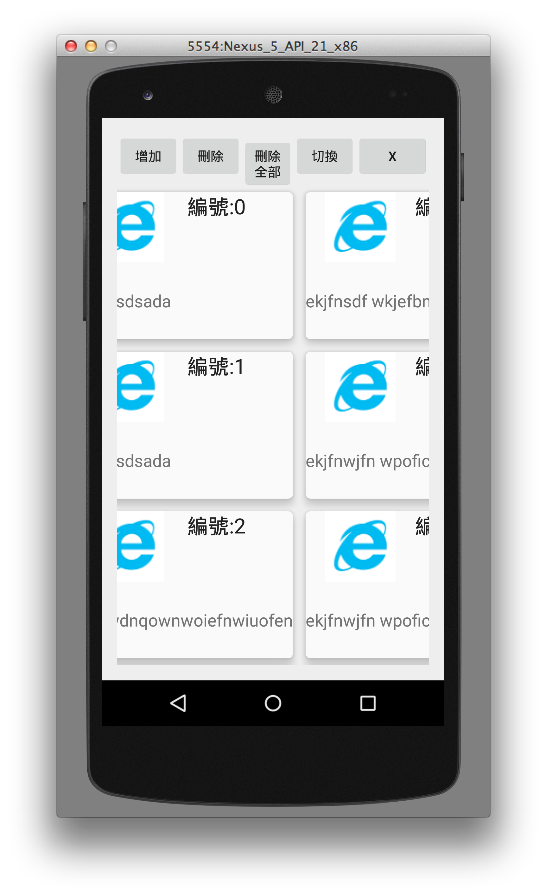 5554:Nexus_5_API_21_x86
增加
刪除
刪除
全部
切換
X
編號:0
sdsada
ekjfnsdf wkjefbn
編號:1
sdsada
ekjfnwjfn wpofic
編號:2
dnqownwoiefnwiuofen
ekjfnwjfn wpofic